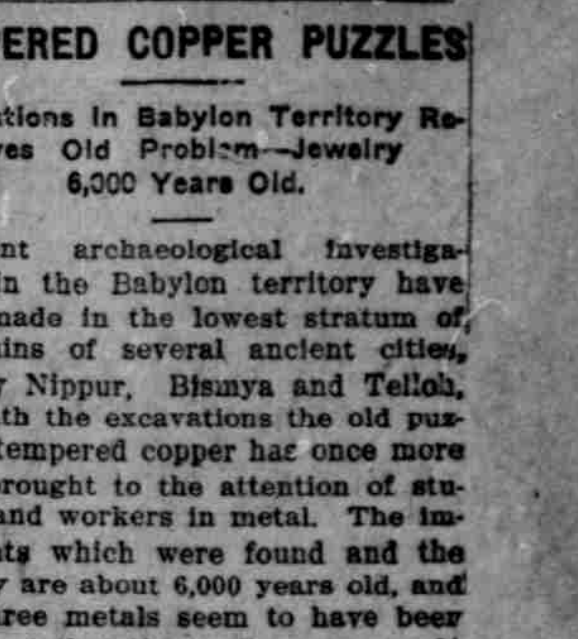 ERED COPPER PUZZLES
tions in Babylon Territory Re-
ves Old Problem—Jewelry
6,000 Years Old.
nt archaeological investiga-
in the Babylon territory have
made in the lowest stratum of
ins of several ancient cities,
y Nippur, Bismya and Telloh,
th the excavations the old puz-
tempered copper has once more
rought to the attention of stu-
and workers in metal. The im-
ts which were found and the
y are about 6,000 years old, and
ree metals seem to have been